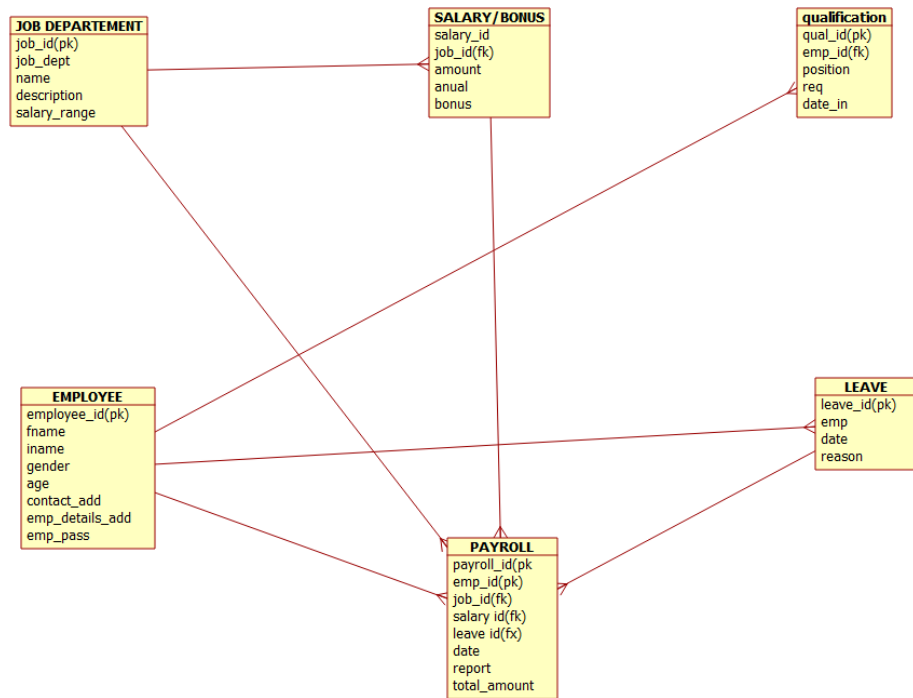 JOB DEPARTEMENT
job_id(pk)
job_dept
name
description
salary_range
SALARY/BONUS
salary_id
job_id(fk)
amount
anual
bonus
qualification
qual_id(pk)
emp_id(fk)
position
req
date_in
EMPLOYEE
employee_id(pk)
fname
iname
gender
age
contact_add
emp_details_add
emp_pass
LEAVE
leave_id(pk)
emp
date
reason
PAYROLL
payroll_id(pk
emp_id(pk)
job_id(fk)
salary id(fk)
leave id(fx)
date
report
total_amount